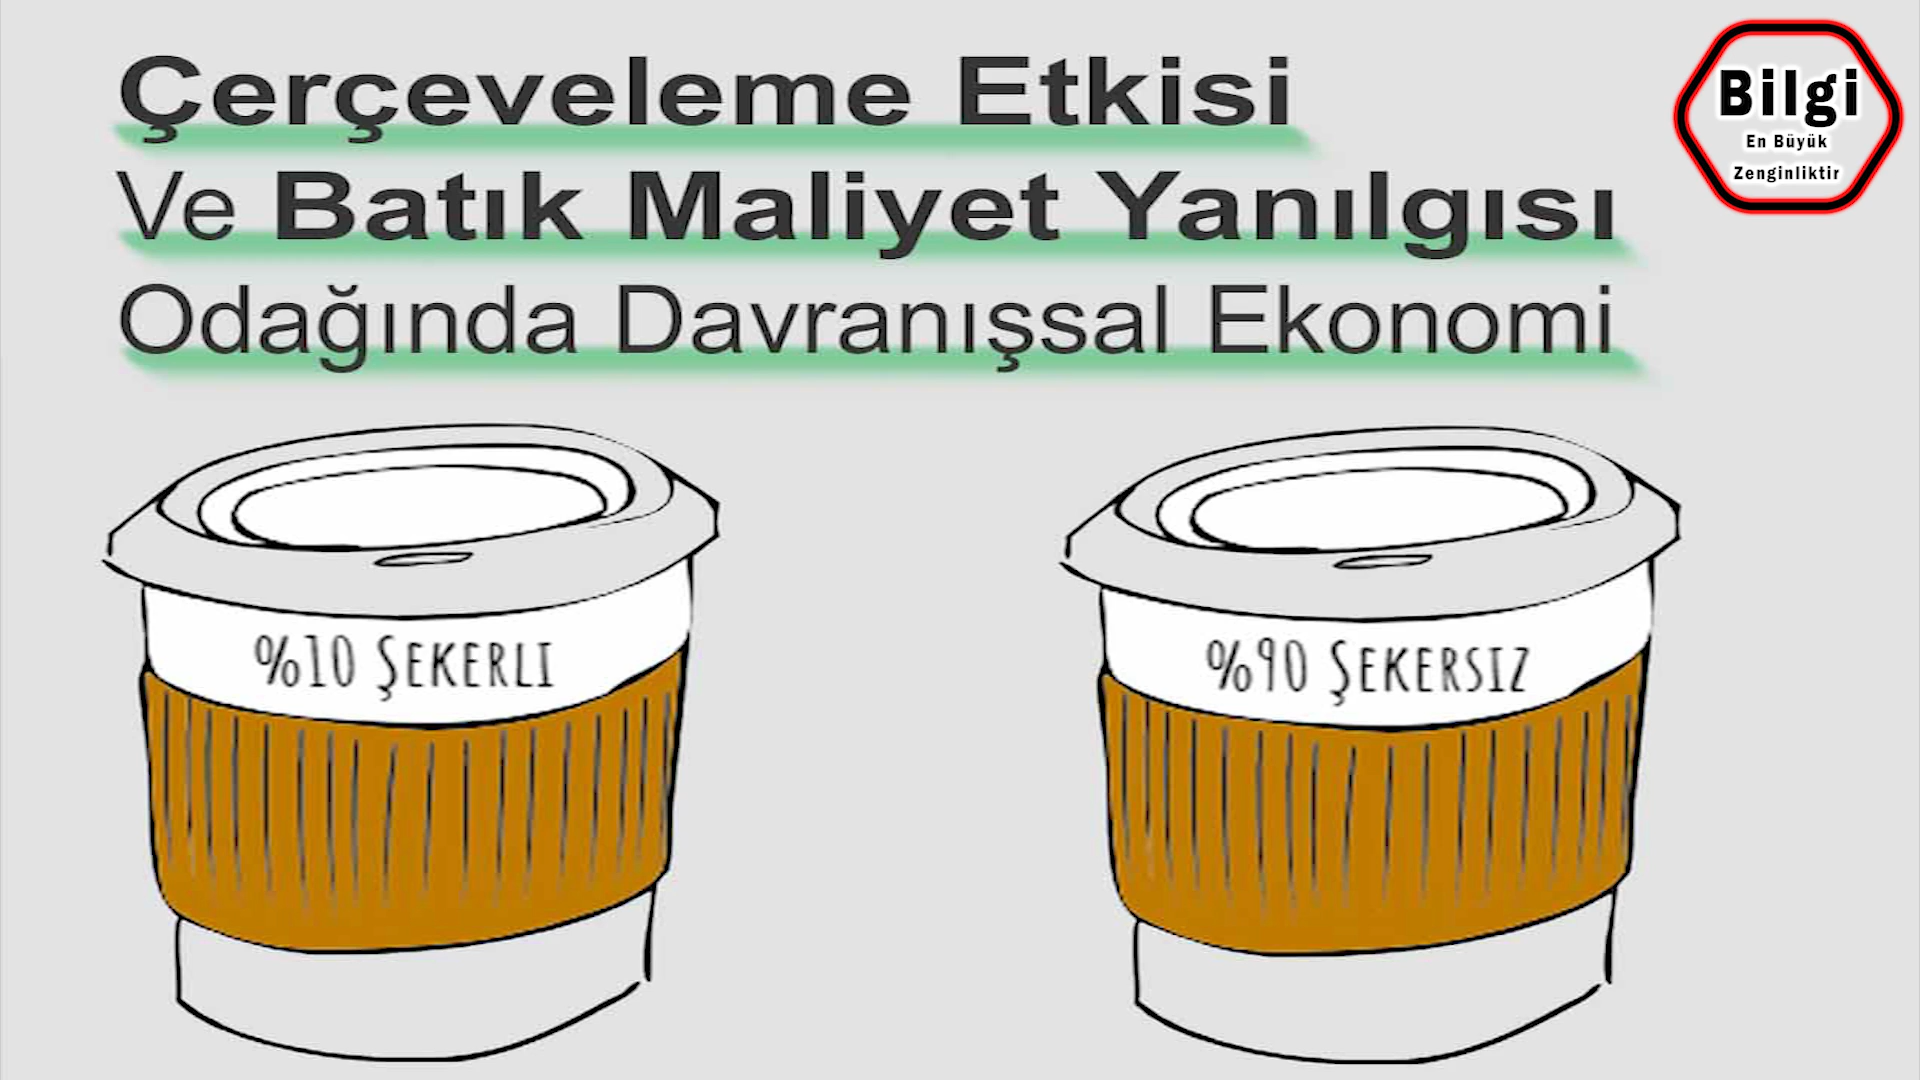 Çerçeveleme Etkisi
Ve Batık Maliyet Yanılgısı
Odağında Davranışsal Ekonomi
Bilgi
En Büyük
Zenginliktir
%10 ŞEKERLI
%90 ŞEKERSIZ